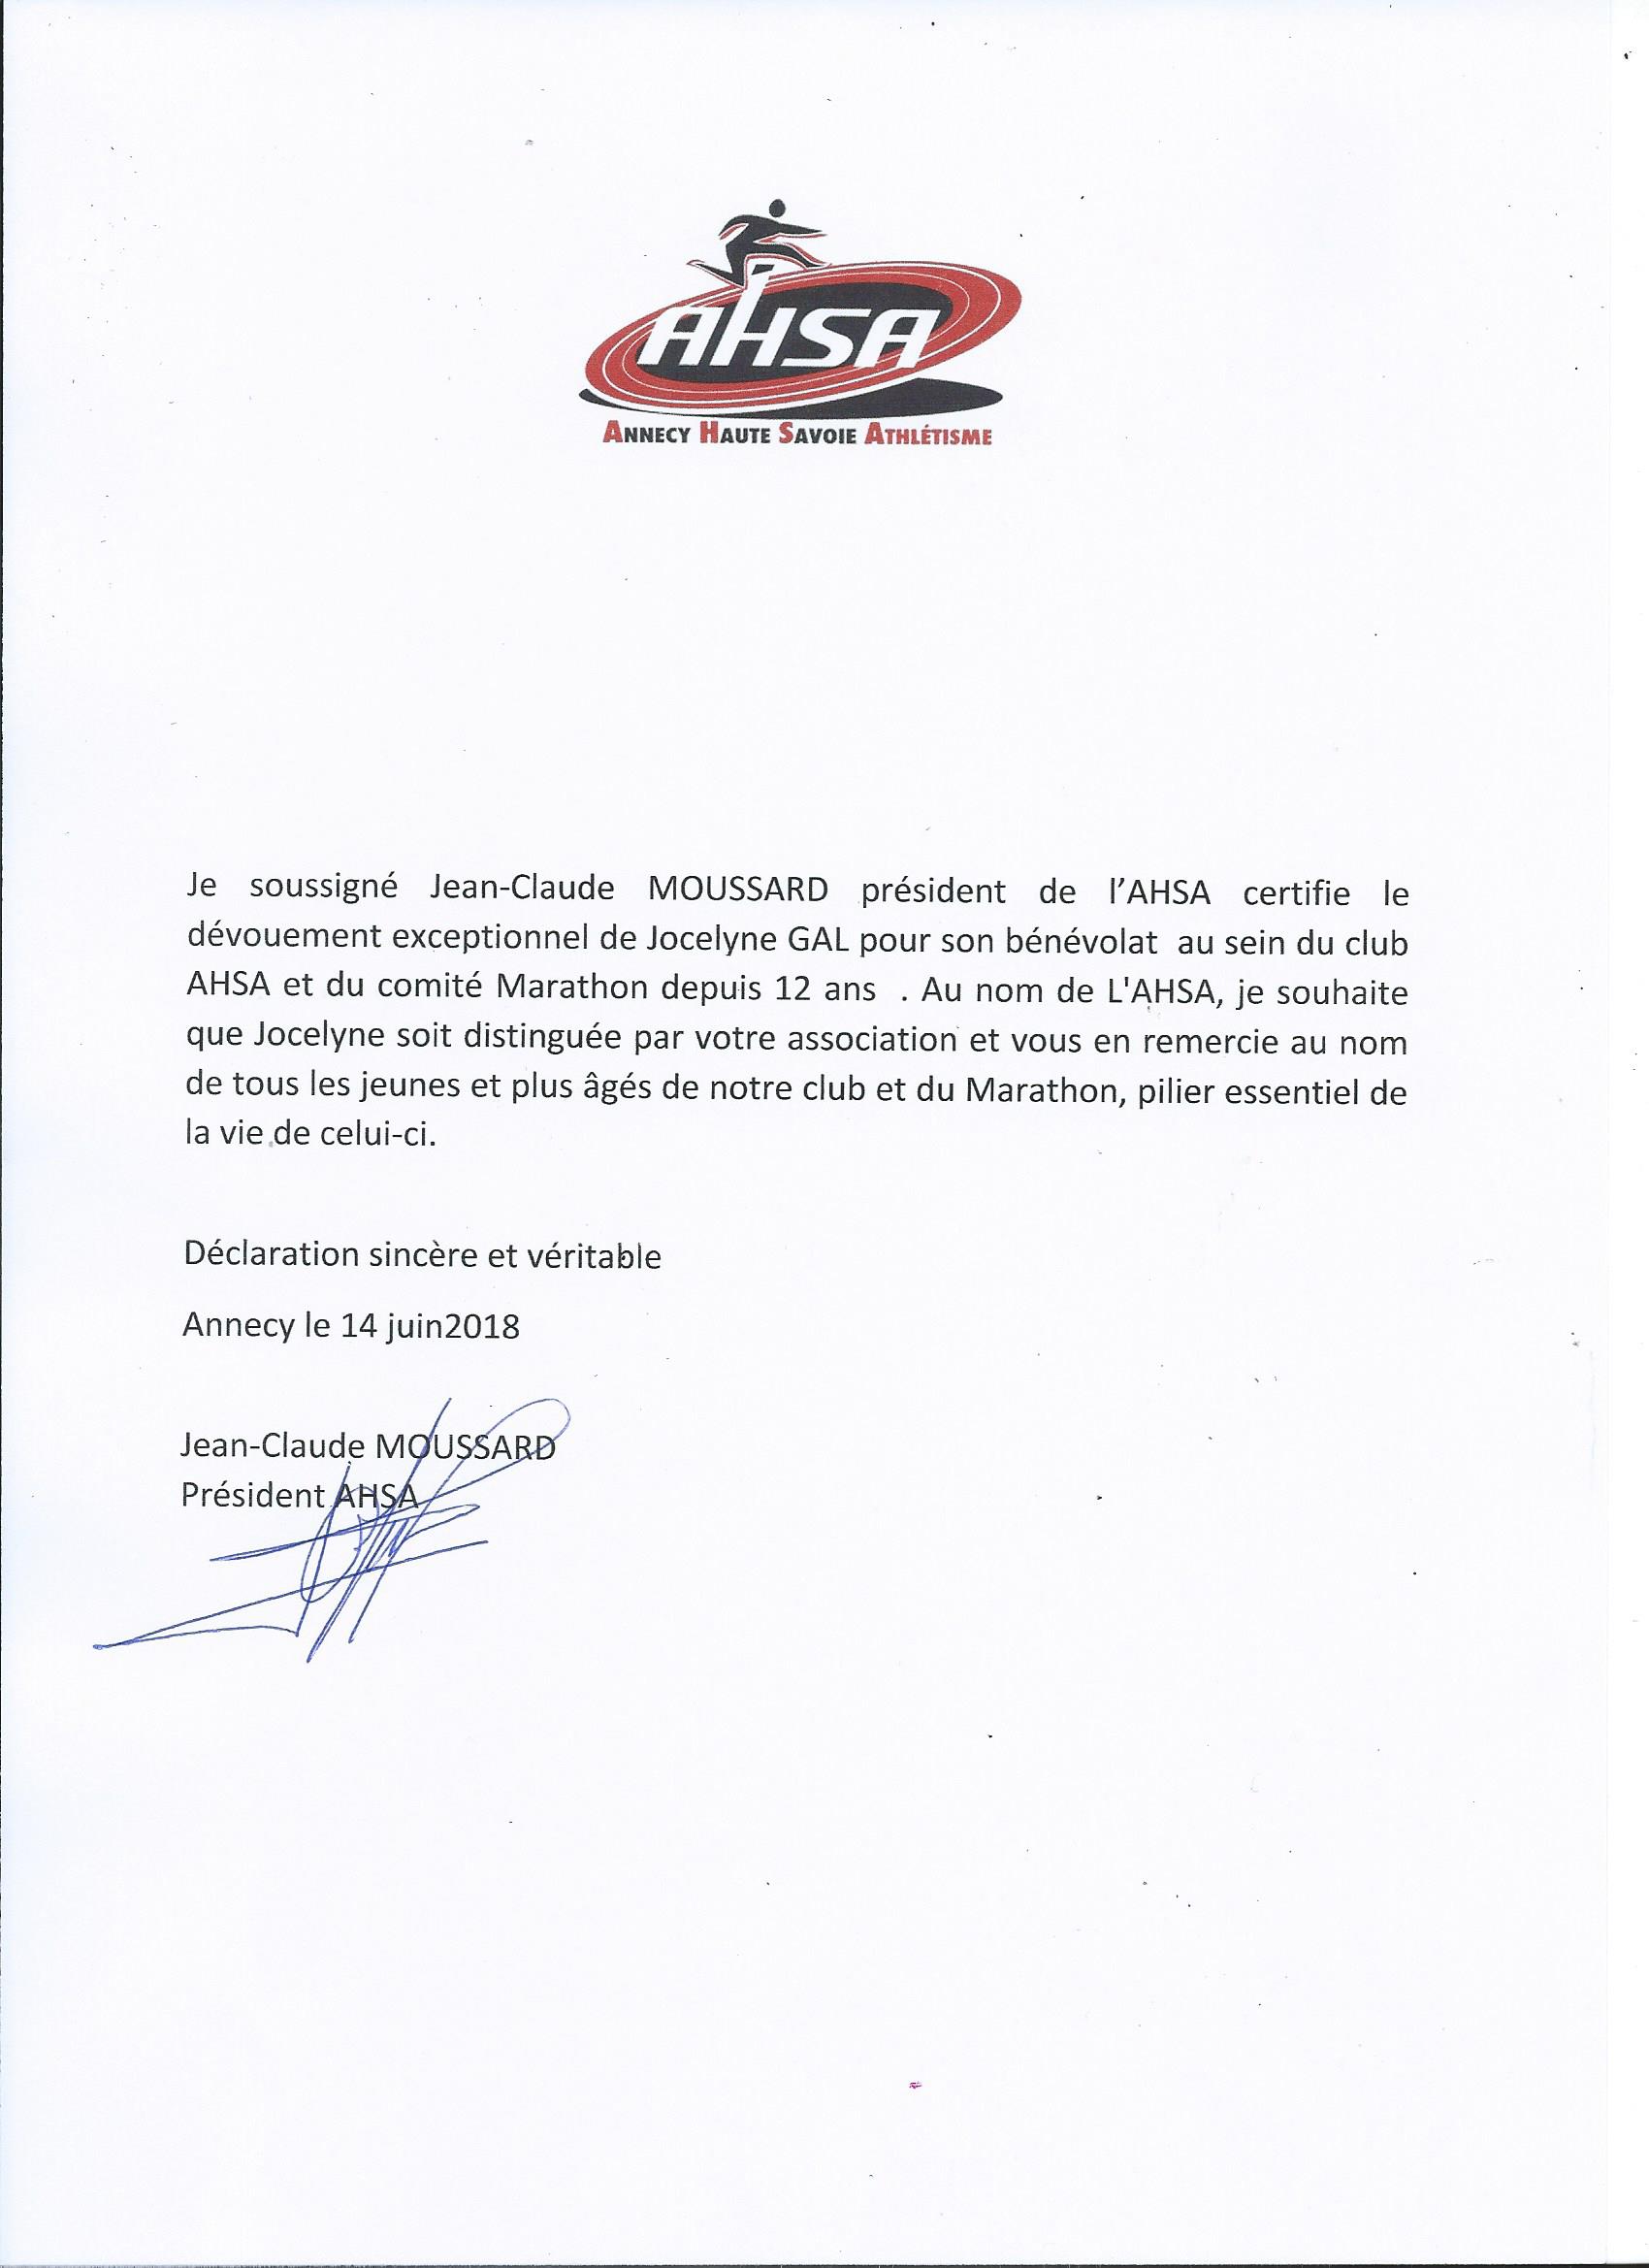 AHSA
ANNECY HAUTE SAVOIE ATHLÉTISME
Je soussigné Jean-Claude MOUSSARD président de l'AHSA certifie le
dévouement exceptionnel de Jocelyne GAL pour son bénévolat au sein du club
AHSA et du comité Marathon depuis 12 ans . Au nom de L'AHSA, je souhaite
que Jocelyne soit distinguée par votre association et vous en remercie au nom
de tous les jeunes et plus âgés de notre club et du Marathon, pilier essentiel de
la vie de celui-ci.
Déclaration sincère et véritable
Annecy le 14 juin2018
Jean-Claude MOUSSARD
Président AHSA